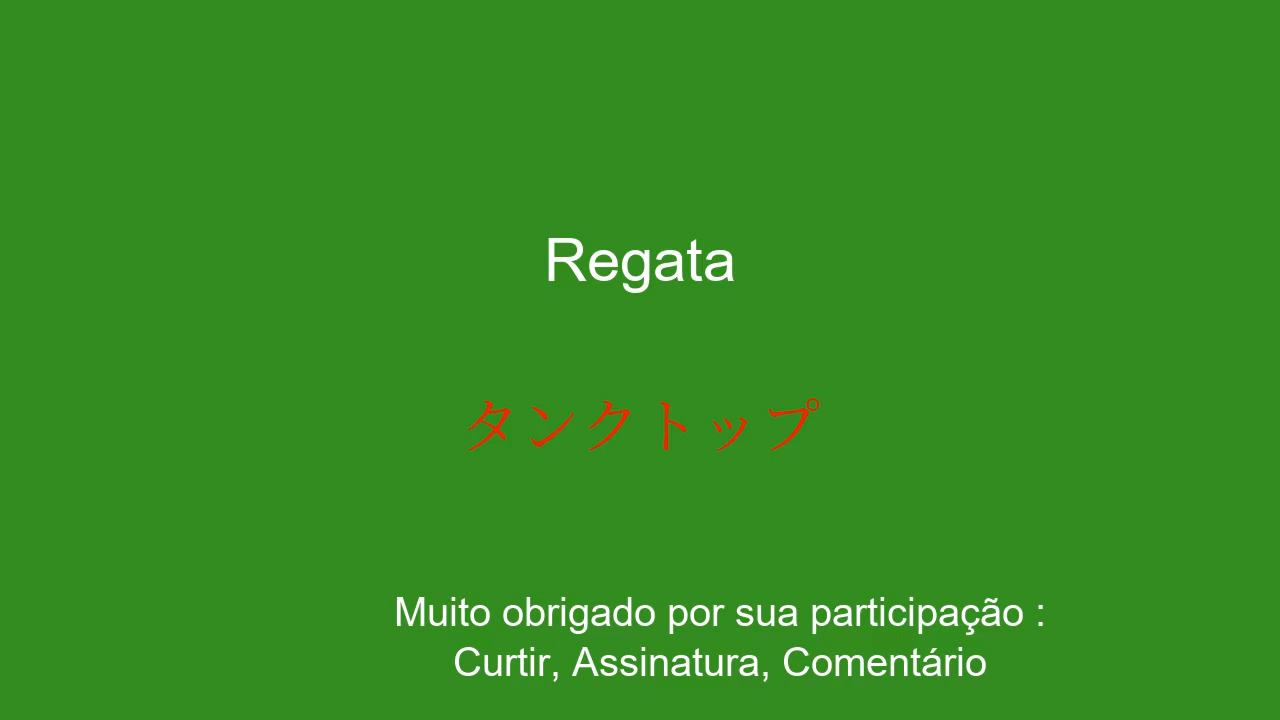 Regata
タンクトップ
Muito obrigado por sua participação :
Curtir, Assinatura, Comentário